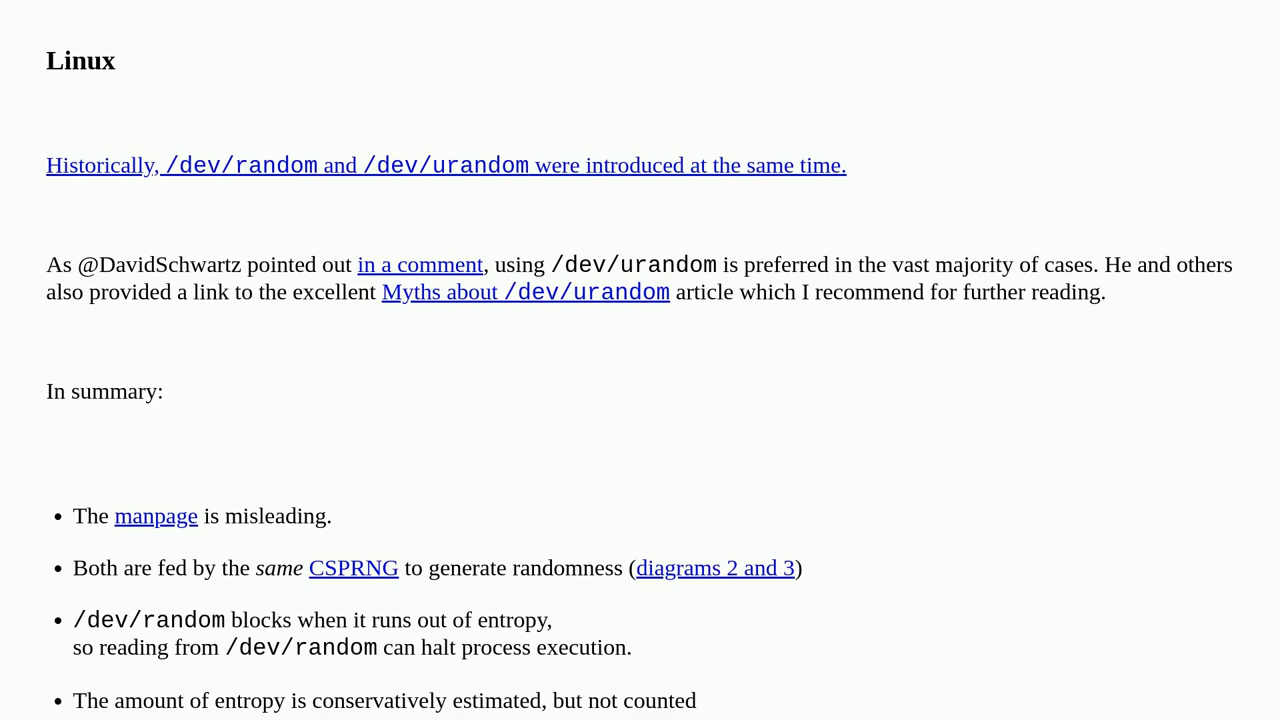 Linux
Historically, /dev/random and /dev/urandom were introduced at the same time.
As @DavidSchwartz pointed out in a comment, using /dev/urandom is preferred in the vast majority of cases. He and others
also provided a link to the excellent Myths about /dev/urandom article which I recommend for further reading.
In summary:
• The manpage is misleading.
• Both are fed by the same CSPRNG to generate randomness (diagrams 2 and 3)
• /dev/random blocks when it runs out of entropy,
so reading from /dev/random can halt process execution.
• The amount of entropy is conservatively estimated, but not counted